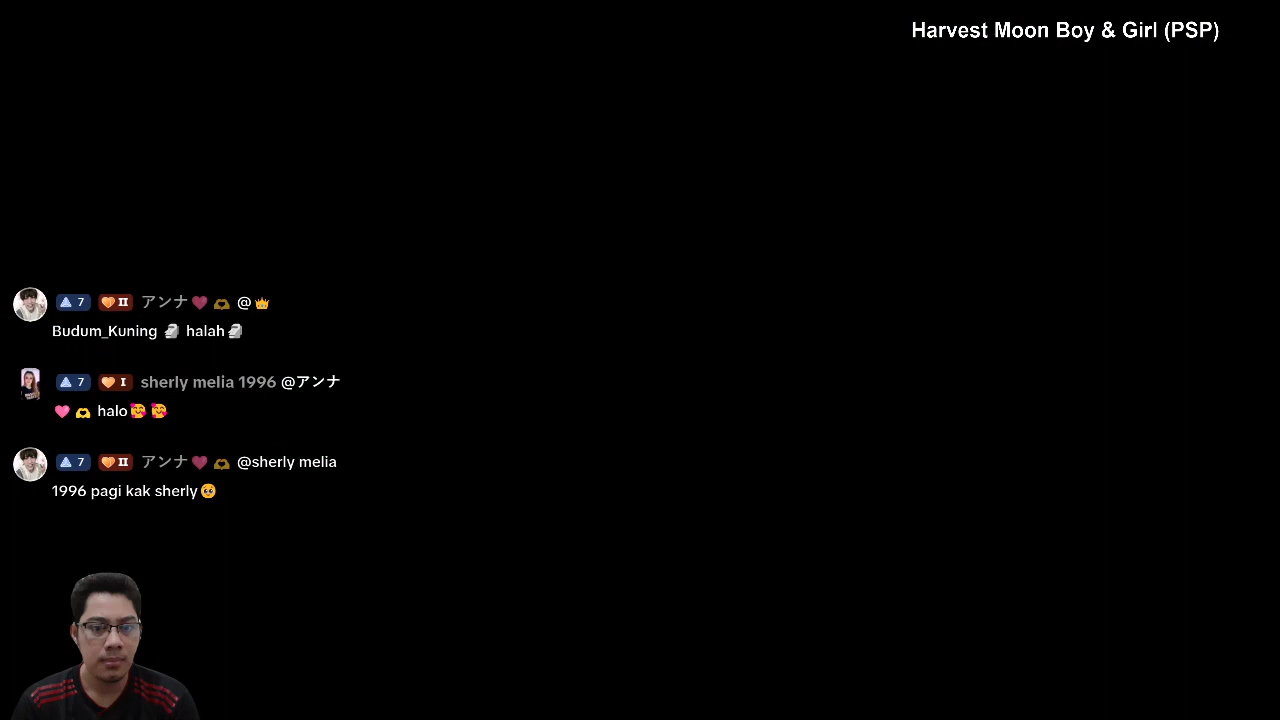 Harvest Moon Boy & Girl (PSP)
7 II アンナ💜🫶 @👑
Budum_Kuning 🗿 halah🗿
7 I sherly melia 1996 @アンナ
🩷🫶 halo🥰🥰
7 II アンナ💜🫶 @sherly melia
1996 pagi kak sherly🥺